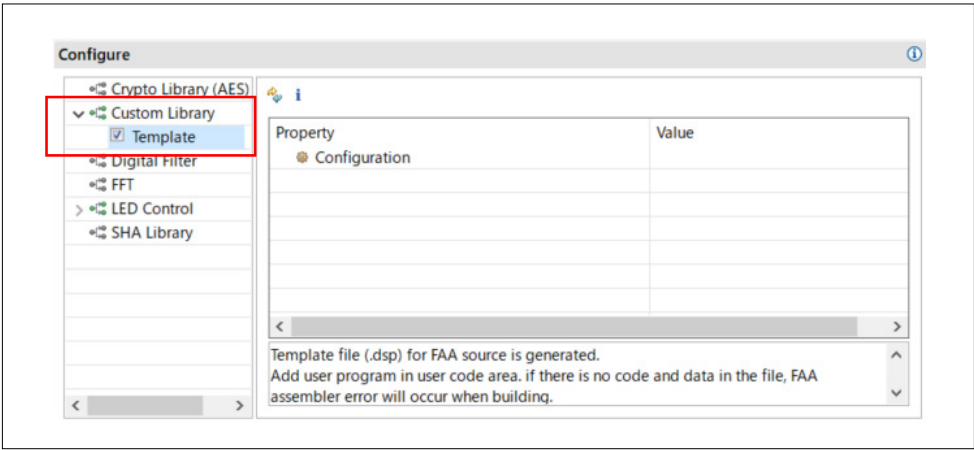 Configure
Crypto Library (AES)
Custom Library
Template
Digital Filter
FFT
LED Control
SHA Library
Property Value
Configuration
Template file (.dsp) for FAA source is generated.
Add user program in user code area. if there is no code and data in the file, FAA
assembler error will occur when building.